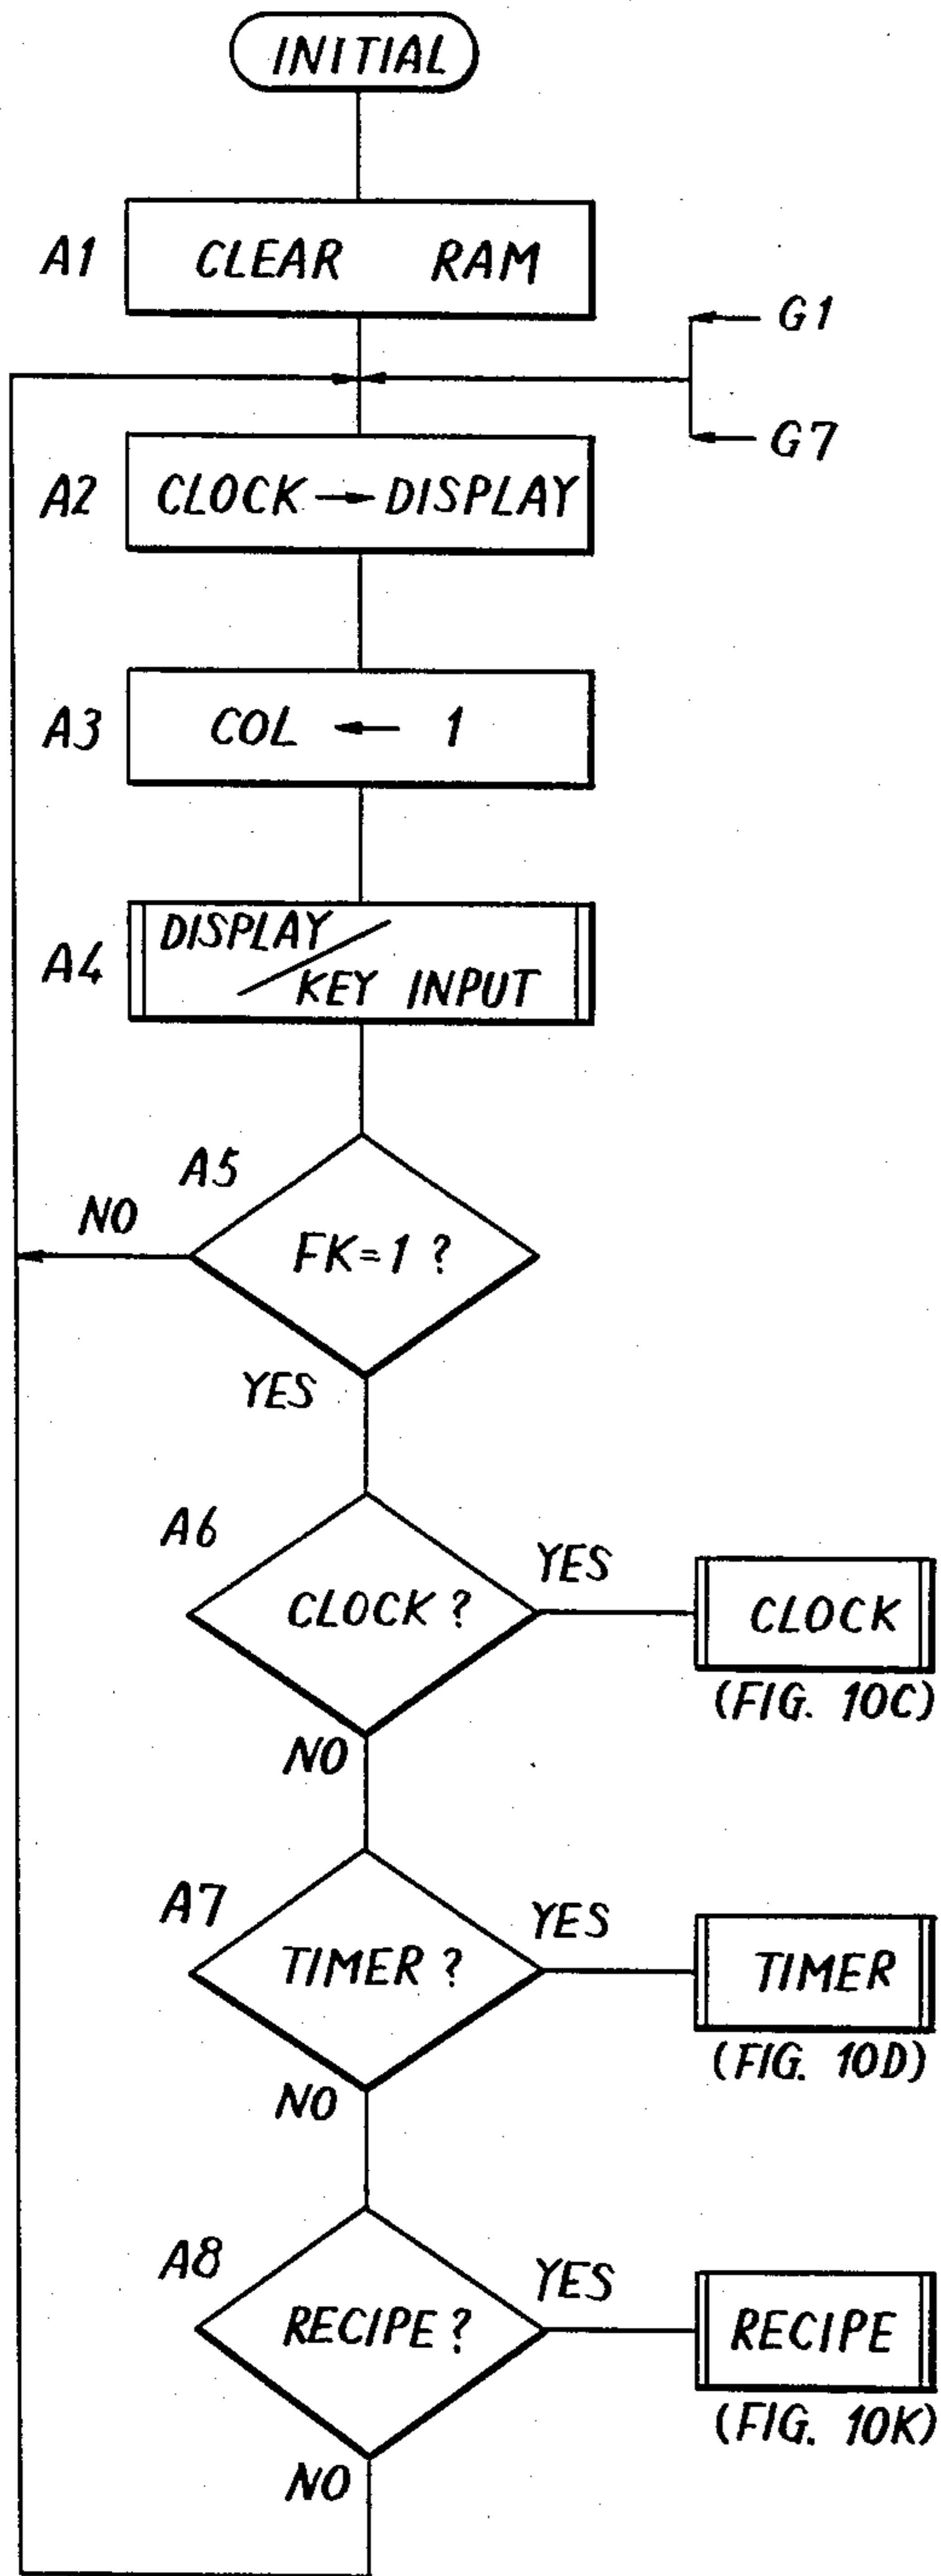 INITIAL
A1 CLEAR RAM
G1
G7
A2 CLOCK → DISPLAY
A3 COL ← 1
A4 DISPLAY / KEY INPUT
A5
NO FK=1 ?
YES
A6 CLOCK ? YES CLOCK
(FIG. 10C)
NO
A7 TIMER ? YES TIMER
(FIG. 10D)
NO
A8 RECIPE ? YES RECIPE
(FIG. 10K)
NO